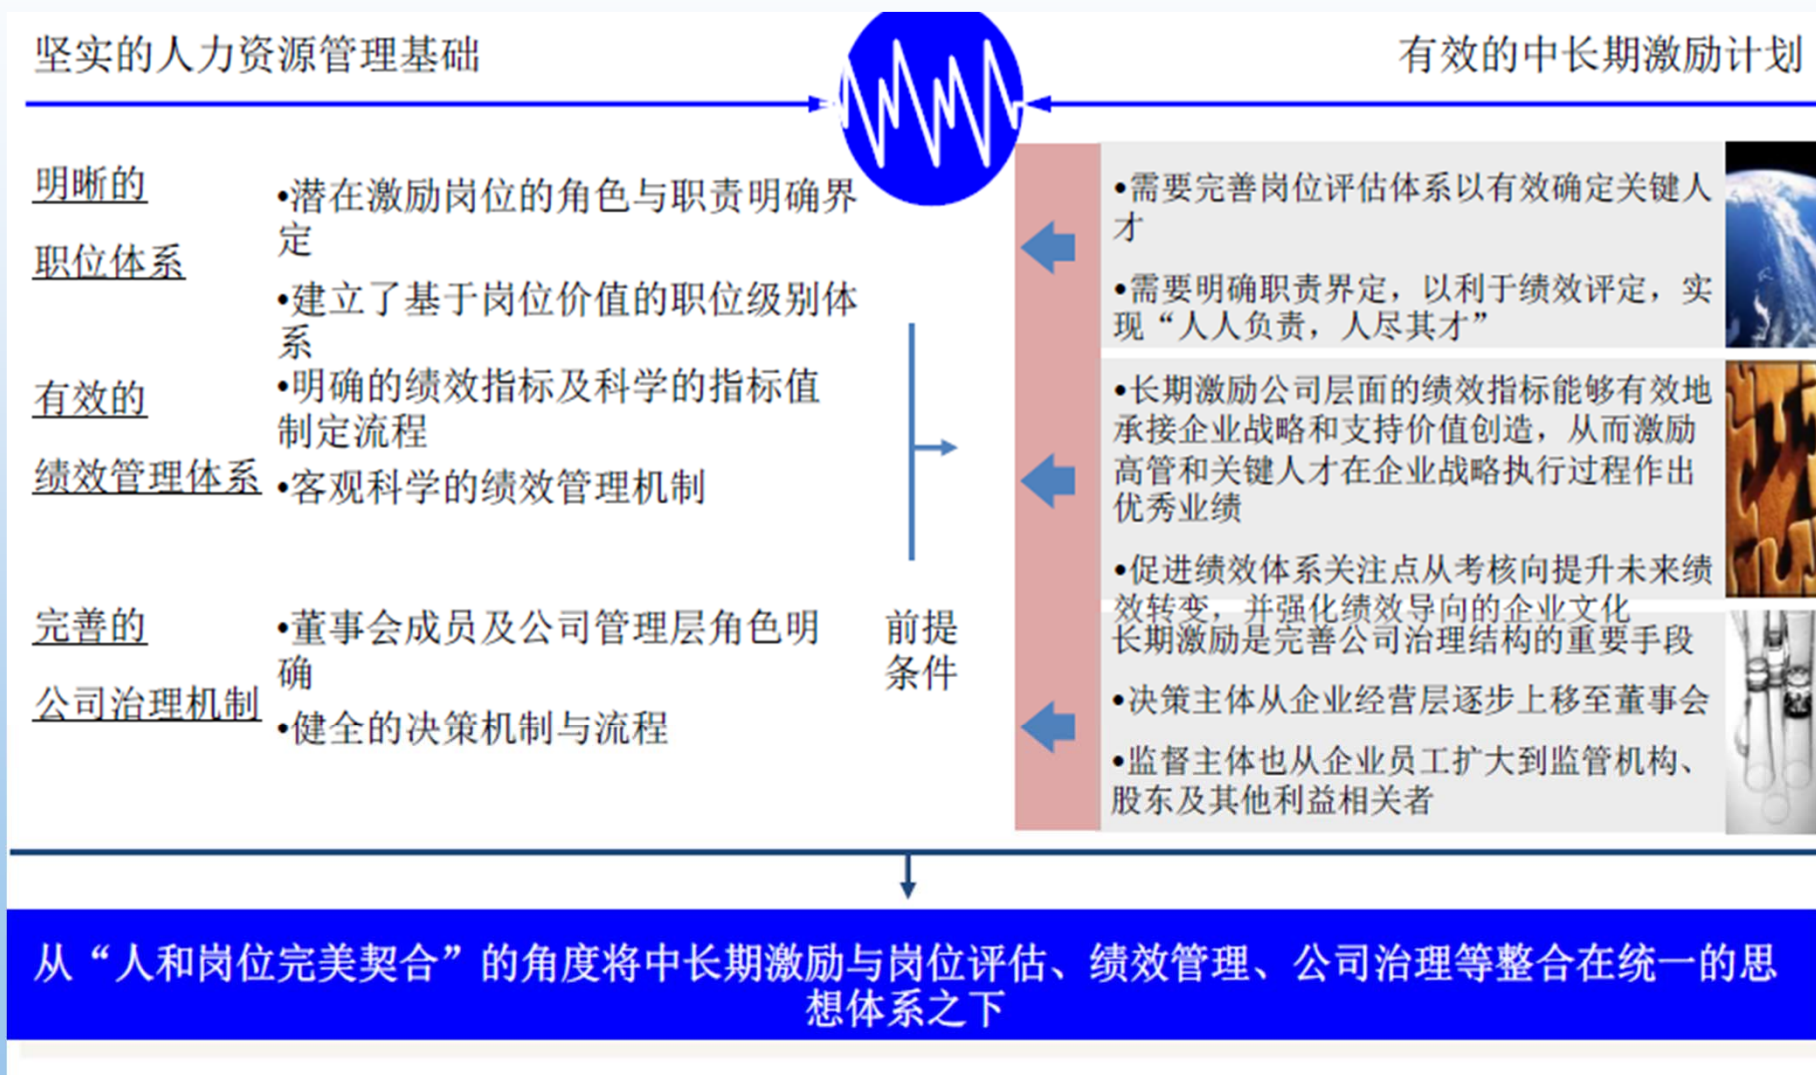 坚实的人力资源管理基础
有效的中长期激励计划
明晰的
职位体系
•潜在激励岗位的角色与职责明确界
定
•建立了基于岗位价值的职位级别体
系
有效的
绩效管理体系
•明确的绩效指标及科学的指标值
制定流程
•客观科学的绩效管理机制
完善的
公司治理机制
•董事会成员及公司管理层角色明
确
•健全的决策机制与流程
前提
条件
•需要完善岗位评估体系以有效确定关键人
才
•需要明确职责界定，以利于绩效评定，实
现“人人负责，人尽其才”
•长期激励公司层面的绩效指标能够有效地
承接企业战略和支持价值创造，从而激励
高管和关键人才在企业战略执行过程作出
优秀业绩
•促进绩效体系关注点从考核向提升未来绩
效转变，并强化绩效导向的企业文化
长期激励是完善公司治理结构的重要手段
•决策主体从企业经营层逐步上移至董事会
•监督主体也从企业员工扩大到监管机构、
股东及其他利益相关者
从“人和岗位完美契合”的角度将中长期激励与岗位评估、绩效管理、公司治理等整合在统一的思
想体系之下